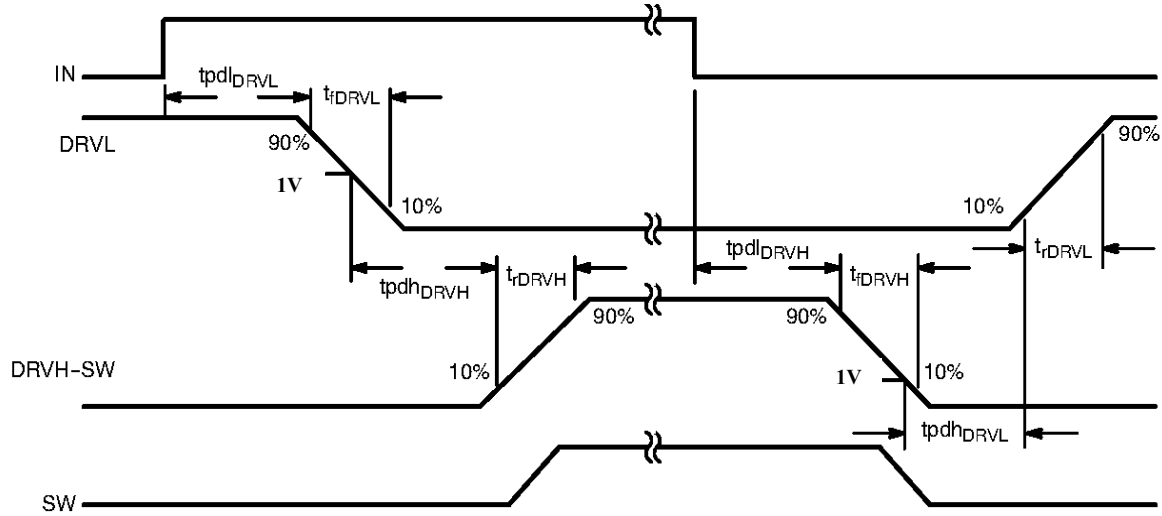 IN
tpdlDRVL
tfDRVL
DRVL
90%
90%
1V
10%
10%
tpdlDRVH
trDRVL
tpdhDRVH
trDRVH
tfDRVH
90%
90%
DRVH-SW
10%
1V
10%
tpdhDRVL
SW